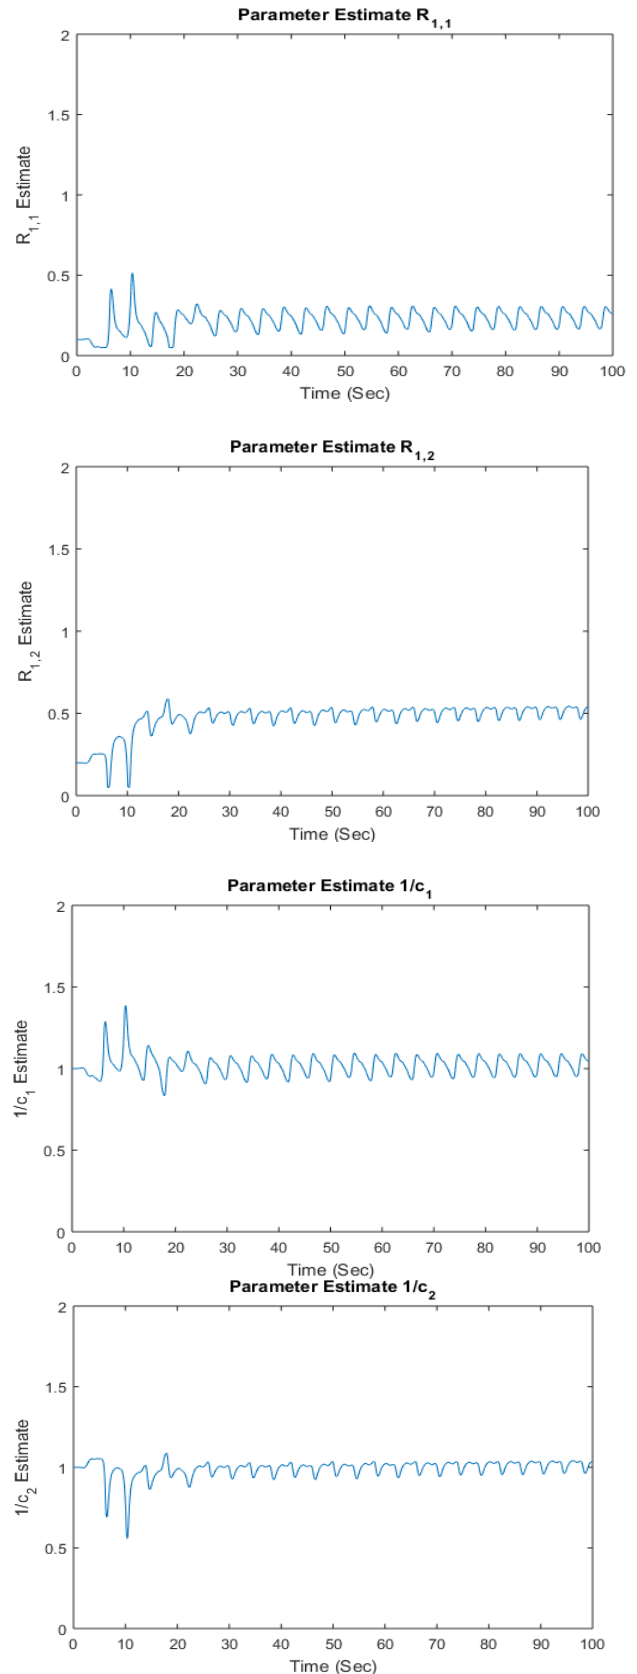 Parameter Estimate R1,1
2
1.5
1
0.5
0
R1,1 Estimate
0 10 20 30 40 50 60 70 80 90 100
Time (Sec)
Parameter Estimate R1,2
2
1.5
1
0.5
0
R1,2 Estimate
0 10 20 30 40 50 60 70 80 90 100
Time (Sec)
Parameter Estimate 1/c1
2
1.5
1
0.5
0
1/c1 Estimate
0 10 20 30 40 50 60 70 80 90 100
Time (Sec)
Parameter Estimate 1/c2
2
1.5
1
0.5
0
1/c2 Estimate
0 10 20 30 40 50 60 70 80 90 100
Time (Sec)